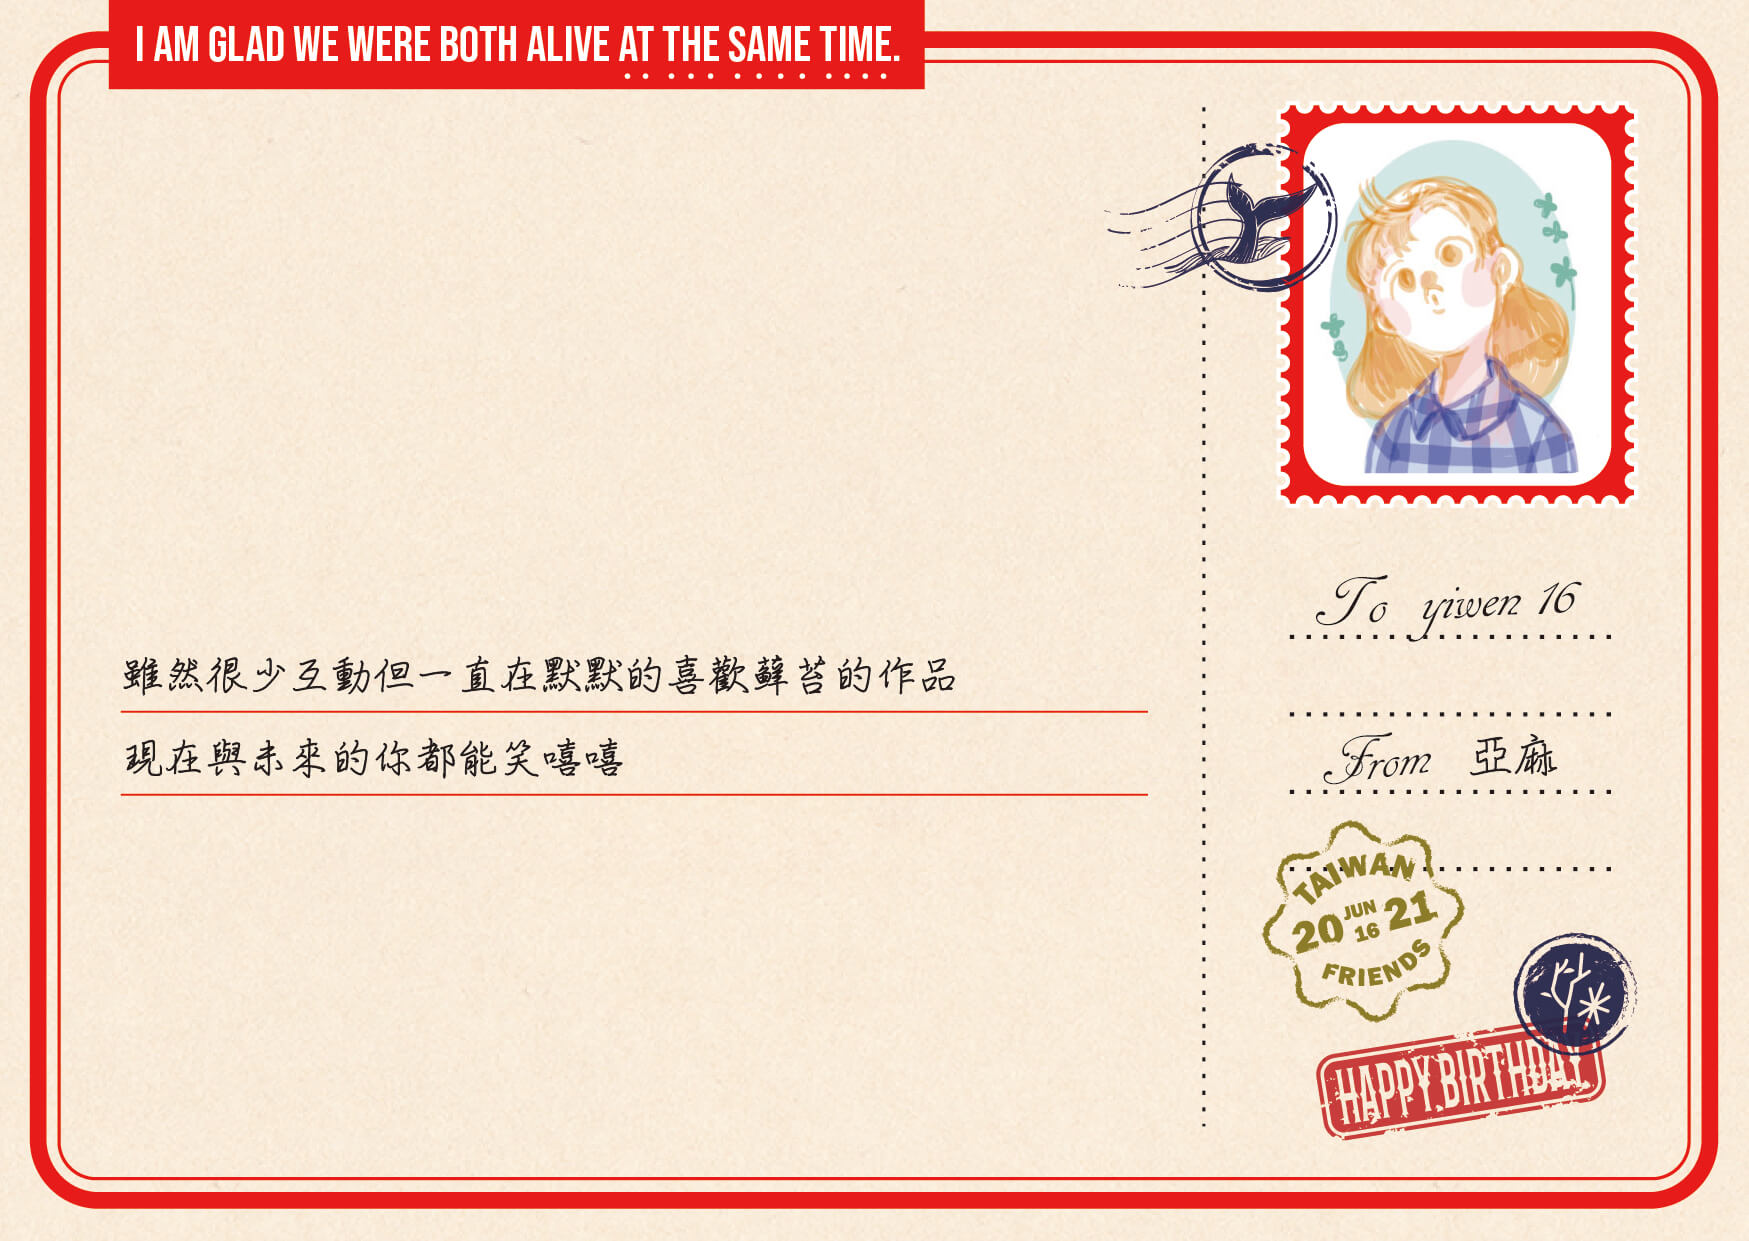 I AM GLAD WE WERE BOTH ALIVE AT THE SAME TIME.
雖然很少互動但一直在默默的喜歡蘚苔的作品
現在與未來的你都能笑嘻嘻
To yiwen 16
From 亞麻
TAIWAN
20 JUN 16 21
FRIENDS
HAPPY BIRTHDAY